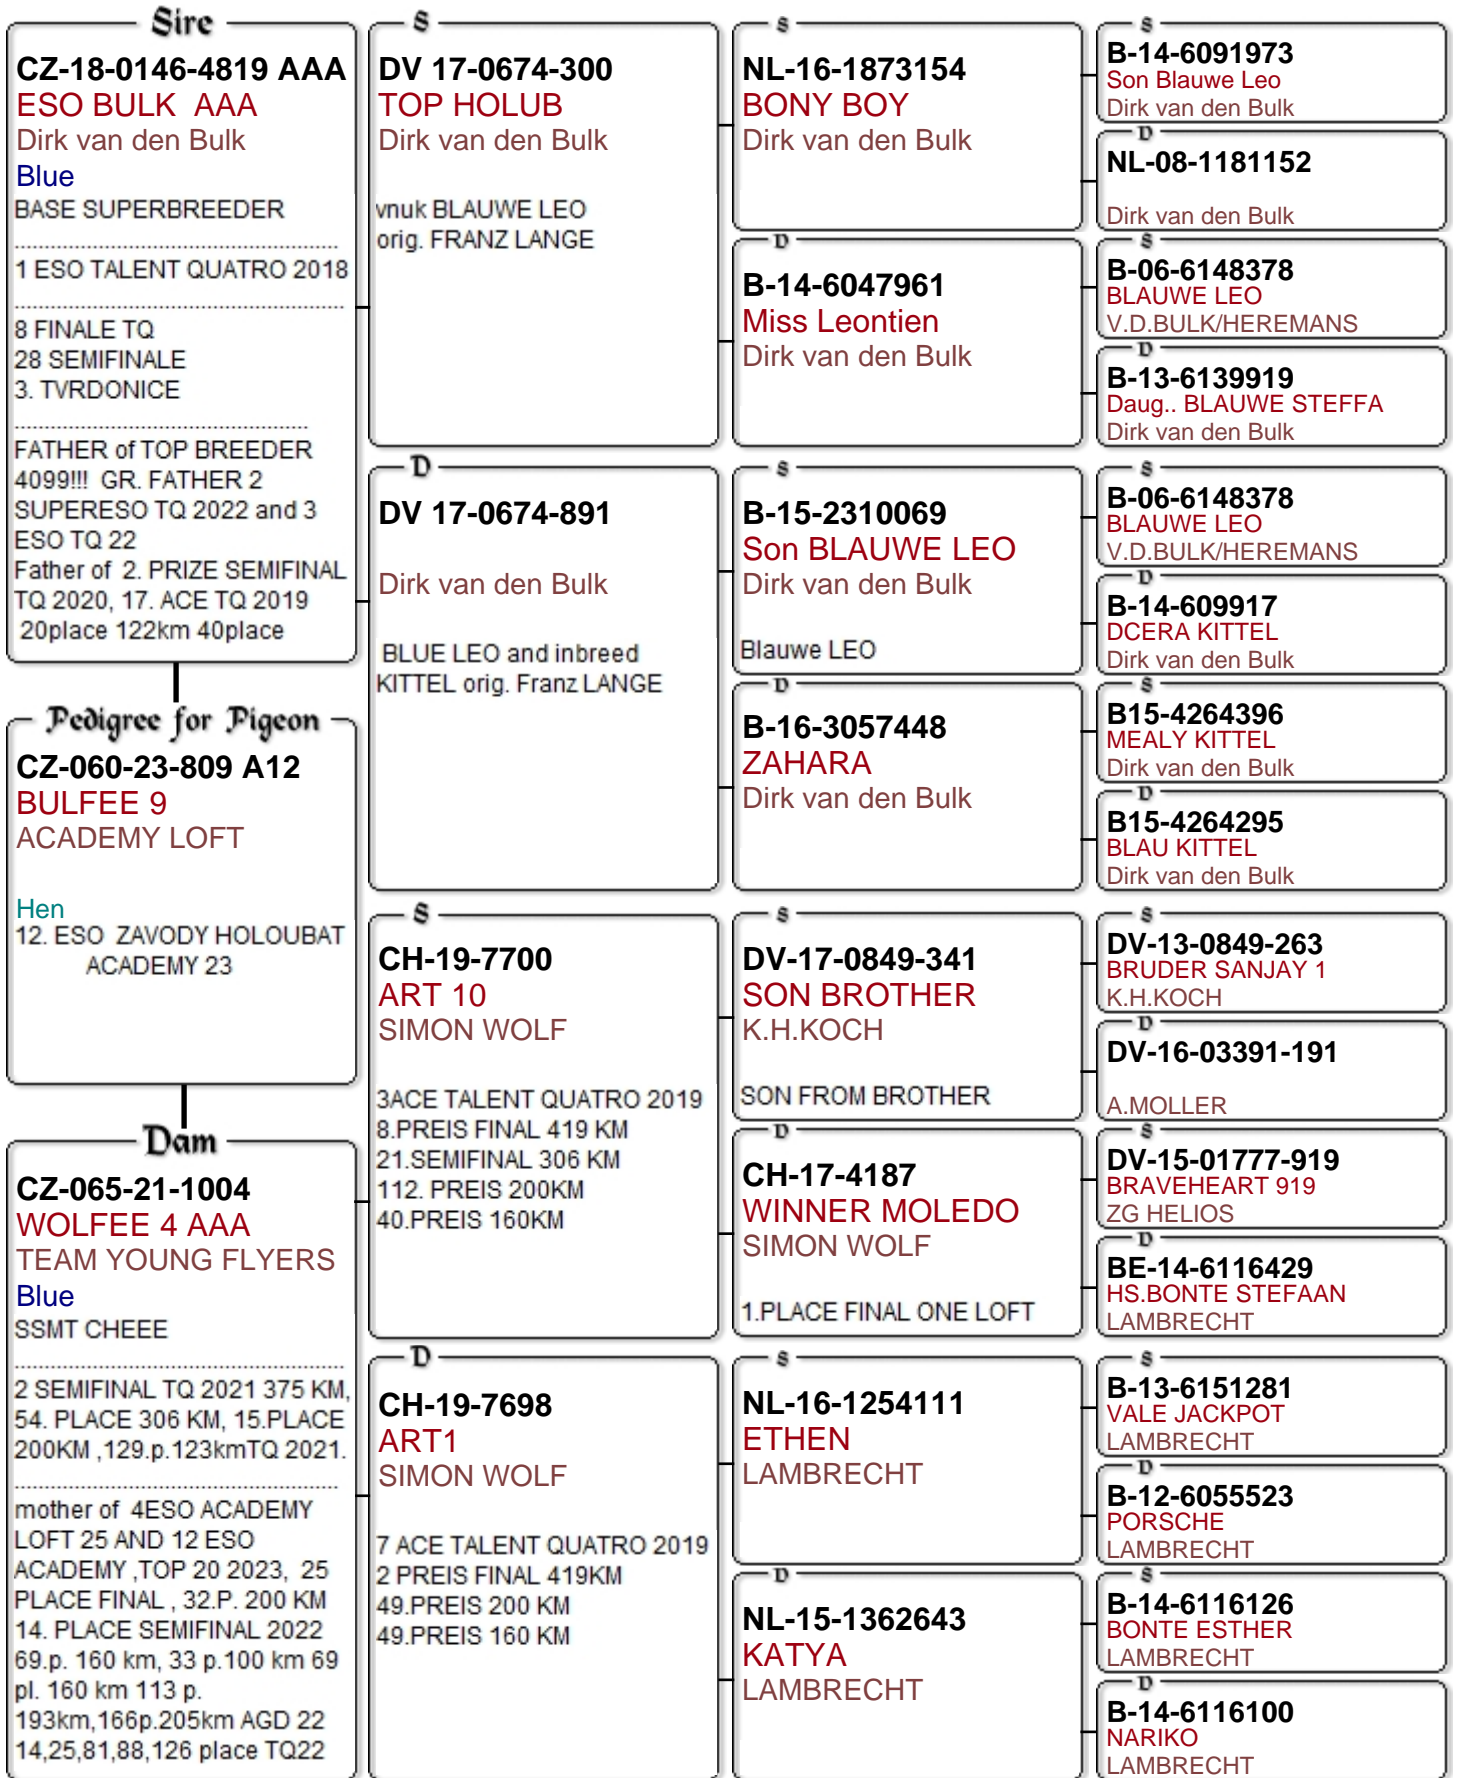 Sire
CZ-18-0146-4819 AAA
ESO BULK  AAA
Dirk van den Bulk
Blue
BASE SUPERBREEDER
1 ESO TALENT QUATRO 2018
8 FINALE TQ
28 SEMIFINALE
3. TVRDONICE
FATHER of TOP BREEDER
4099!!!  GR. FATHER 2
SUPERESO TQ 2022 and 3
ESO TQ 22
Father of  2. PRIZE SEMIFINAL
TQ 2020, 17. ACE TQ 2019
20place 122km 40place
Pedigree for Pigeon
CZ-060-23-809 A12
BULFEE 9
ACADEMY LOFT
Hen
12. ESO  ZAVODY HOLOUBAT
ACADEMY 23
Dam
CZ-065-21-1004
WOLFEE 4 AAA
TEAM YOUNG FLYERS
Blue
SSMT CHEEE
2 SEMIFINAL TQ 2021 375 KM,
54. PLACE 306 KM, 15.PLACE
200KM ,129.p.123kmTQ 2021.
mother of  4ESO ACADEMY
LOFT 25 AND 12 ESO
ACADEMY ,TOP 20 2023,  25
PLACE FINAL , 32.P. 200 KM
14. PLACE SEMIFINAL 2022
69.p. 160 km, 33 p.100 km 69
pl. 160 km 113 p.
193km,166p.205km AGD 22
14,25,81,88,126 place TQ22
S
DV 17-0674-300
TOP HOLUB
Dirk van den Bulk
vnuk BLAUWE LEO
orig. FRANZ LANGE
D
DV 17-0674-891
Dirk van den Bulk
BLUE LEO and inbreed
KITTEL orig. Franz LANGE
S
CH-19-7700
ART 10
SIMON WOLF
3ACE TALENT QUATRO 2019
8.PREIS FINAL 419 KM
21.SEMIFINAL 306 KM
112. PREIS 200KM
40.PREIS 160KM
D
CH-19-7698
ART1
SIMON WOLF
7 ACE TALENT QUATRO 2019
2 PREIS FINAL 419KM
49.PREIS 200 KM
49.PREIS 160 KM
S
NL-16-1873154
BONY BOY
Dirk van den Bulk
D
B-14-6047961
Miss Leontien
Dirk van den Bulk
S
B-15-2310069
Son BLAUWE LEO
Dirk van den Bulk
Blauwe LEO
D
B-16-3057448
ZAHARA
Dirk van den Bulk
S
DV-17-0849-341
SON BROTHER
K.H.KOCH
SON FROM BROTHER
D
CH-17-4187
WINNER MOLEDO
SIMON WOLF
1.PLACE FINAL ONE LOFT
S
NL-16-1254111
ETHEN
LAMBRECHT
D
NL-15-1362643
KATYA
LAMBRECHT
S
B-14-6091973
Son Blauwe Leo
Dirk van den Bulk
D
NL-08-1181152
Dirk van den Bulk
S
B-06-6148378
BLAUWE LEO
V.D.BULK/HEREMANS
D
B-13-6139919
Daug.. BLAUWE STEFFA
Dirk van den Bulk
S
B-06-6148378
BLAUWE LEO
V.D.BULK/HEREMANS
D
B-14-609917
DCERA KITTEL
Dirk van den Bulk
S
B15-4264396
MEALY KITTEL
Dirk van den Bulk
D
B15-4264295
BLAU KITTEL
Dirk van den Bulk
S
DV-13-0849-263
BRUDER SANJAY 1
K.H.KOCH
D
DV-16-03391-191
A.MOLLER
S
DV-15-01777-919
BRAVEHEART 919
ZG HELIOS
D
BE-14-6116429
HS.BONTE STEFAAN
LAMBRECHT
S
B-13-6151281
VALE JACKPOT
LAMBRECHT
D
B-12-6055523
PORSCHE
LAMBRECHT
S
B-14-6116126
BONTE ESTHER
LAMBRECHT
D
B-14-6116100
NARIKO
LAMBRECHT